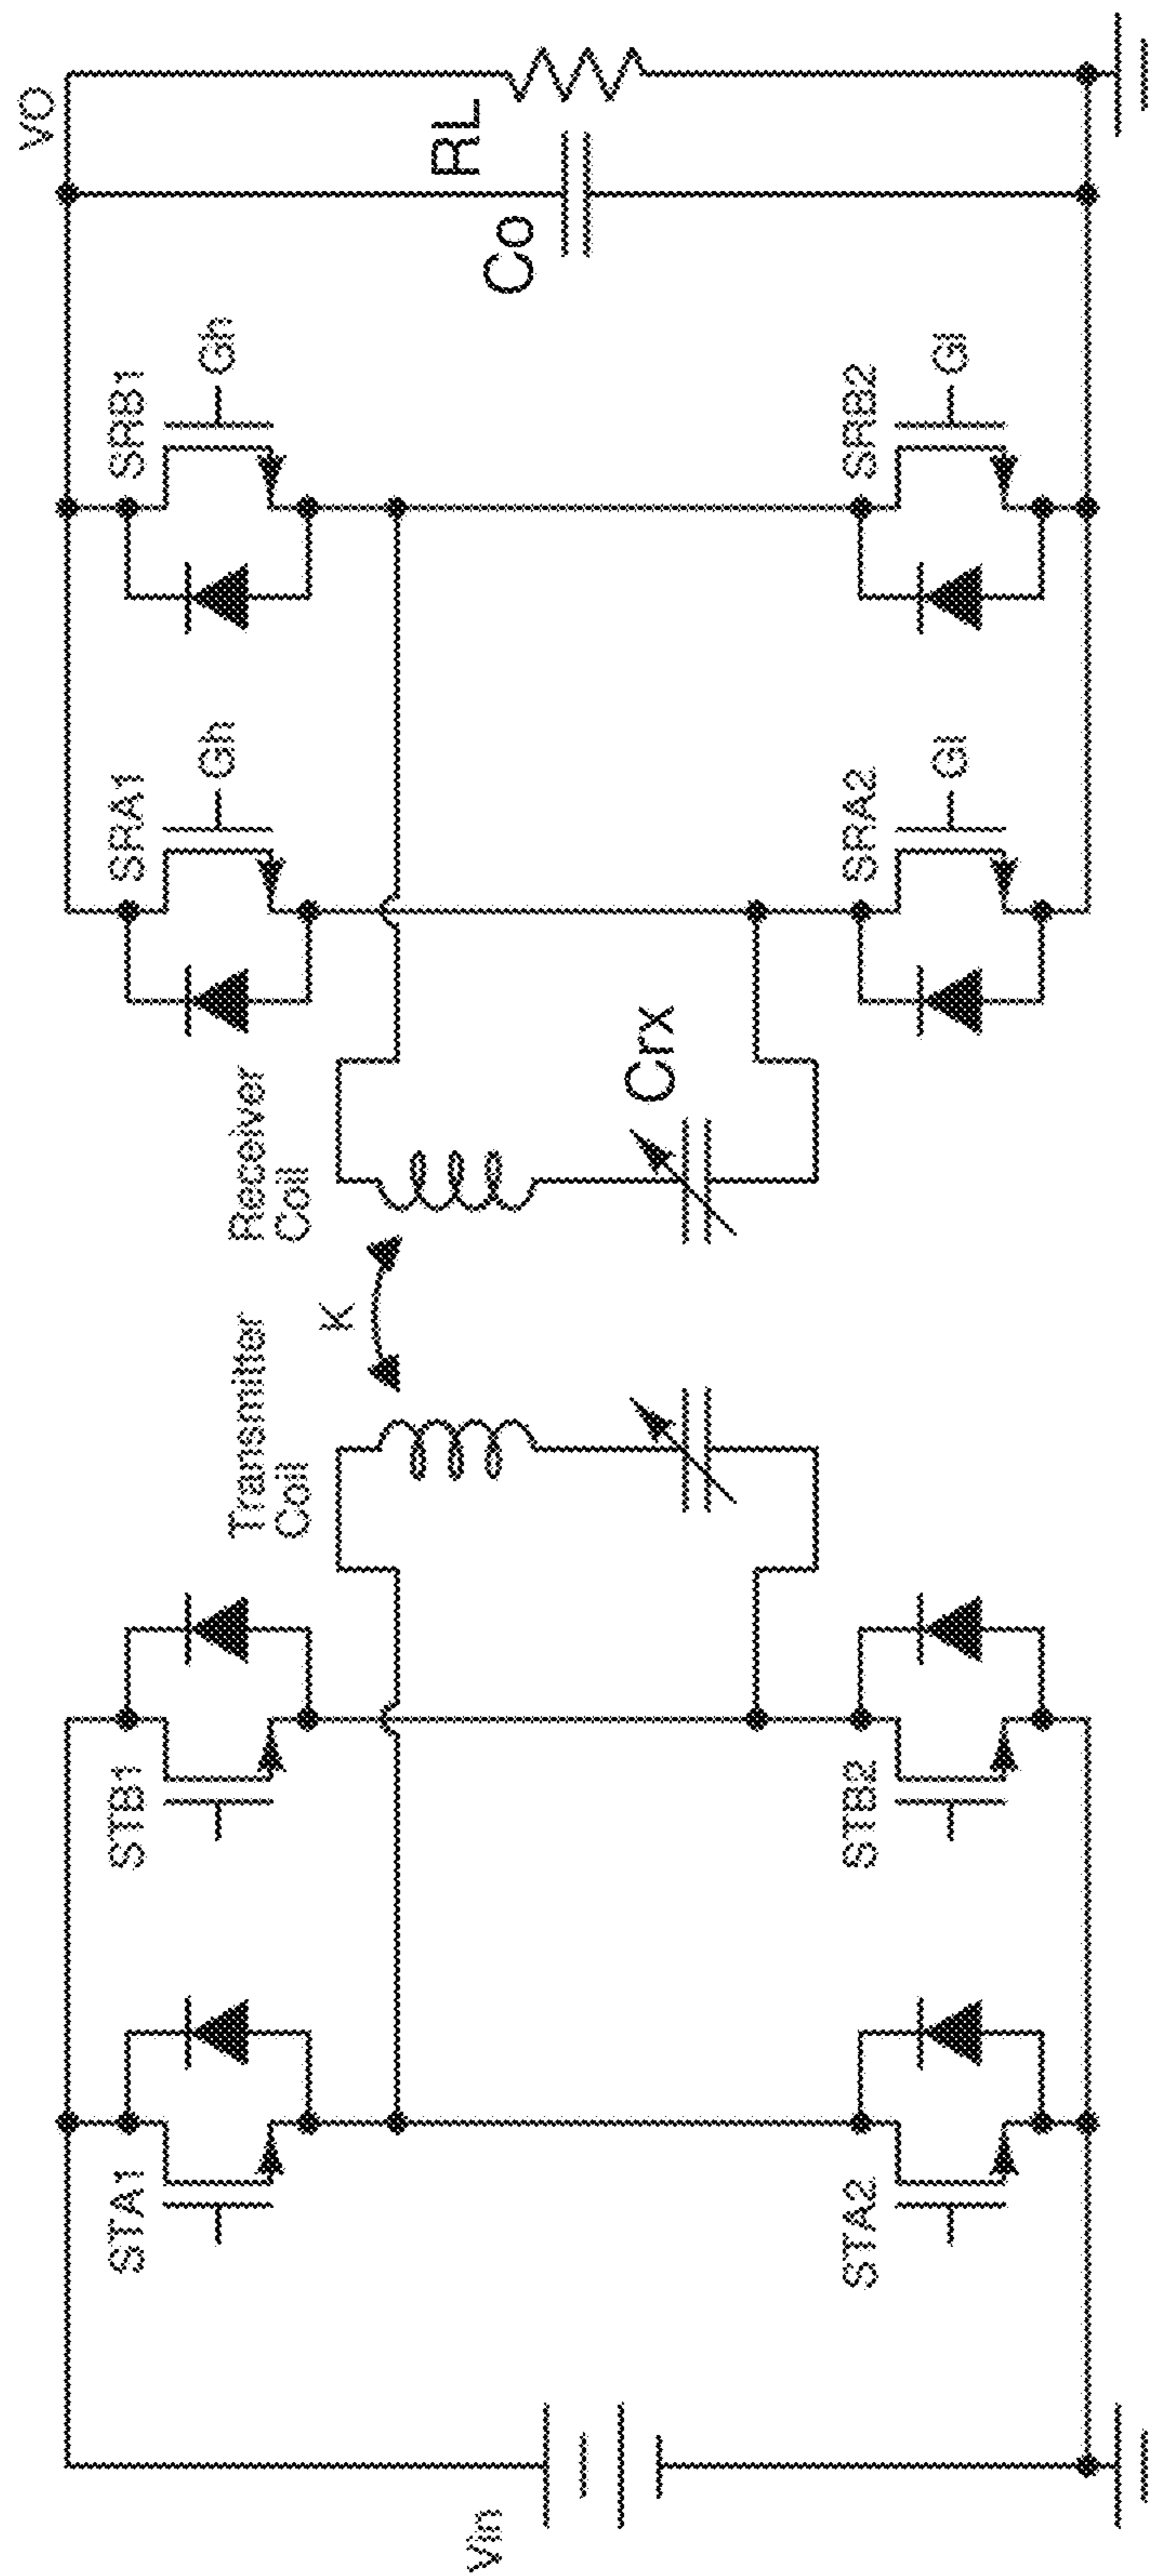 Vin
STA1
STA2
STB1
STB2
Transmitter
Coil
K
Receiver
Coil
Crx
SRA1
Gh
SRA2
Gl
SRB1
Gh
SRB2
Gl
Co
RL
VO